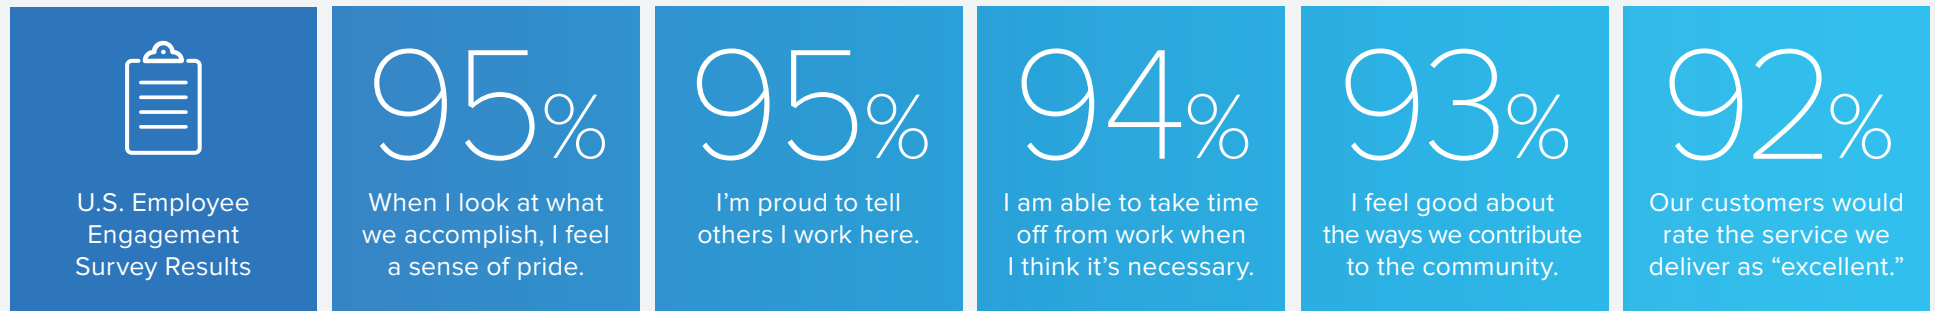 U.S. Employee
Engagement
Survey Results
95%
When I look at what
we accomplish, I feel
a sense of pride.
95%
I’m proud to tell
others I work here.
94%
I am able to take time
off from work when
I think it’s necessary.
93%
I feel good about
the ways we contribute
to the community.
92%
Our customers would
rate the service we
deliver as “excellent.”